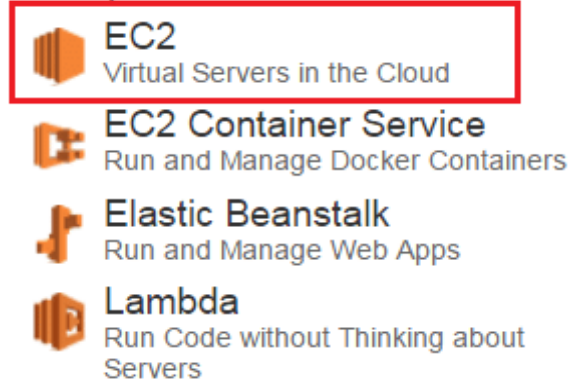 EC2
Virtual Servers in the Cloud
EC2 Container Service
Run and Manage Docker Containers
Elastic Beanstalk
Run and Manage Web Apps
Lambda
Run Code without Thinking about
Servers